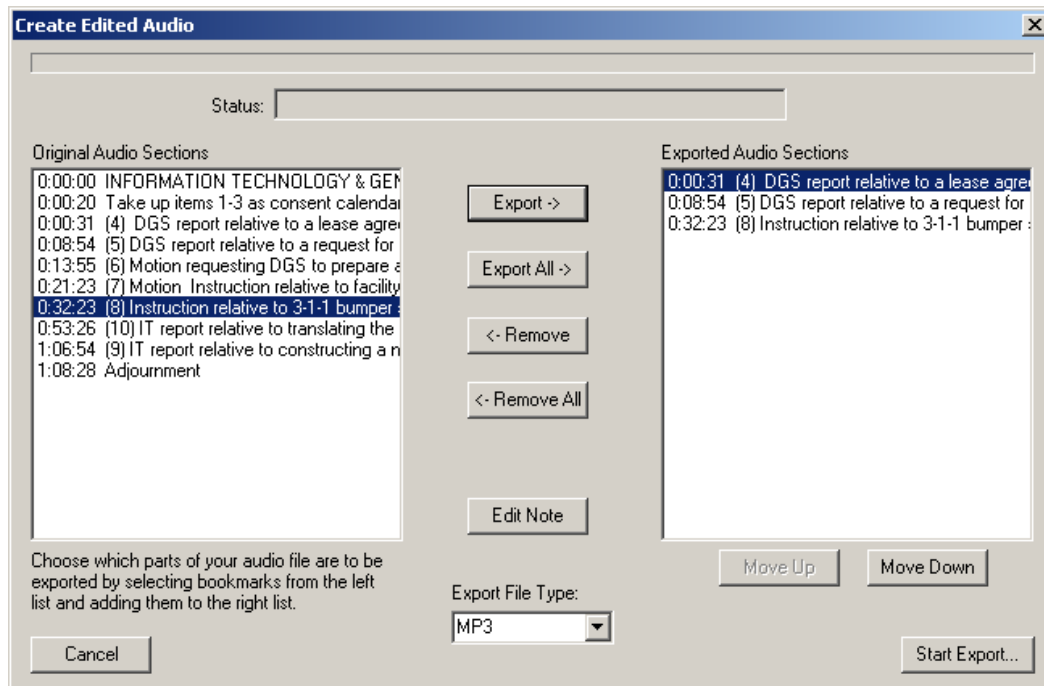 Create Edited Audio
Status:
Original Audio Sections
0:00:00 INFORMATION TECHNOLOGY & GEN
0:00:20 Take up items 1-3 as consent calendar
0:00:31 (4)  DGS report relative to a lease agre
0:08:54 (5) DGS report relative to a request for
0:13:55 (6) Motion requesting DGS to prepare a
0:21:23 (7) Motion  Instruction relative to facility
0:32:23 (8) Instruction relative to 3-1-1 bumper
0:53:26 (10) IT report relative to translating the
1:06:54 (9) IT report relative to constructing a n
1:08:28 Adjournment
Choose which parts of your audio file are to be
exported by selecting bookmarks from the left
list and adding them to the right list.
Cancel
Export ->
Export All ->
<- Remove
<- Remove All
Edit Note
Export File Type:
MP3
Exported Audio Sections
0:00:31 (4)  DGS report relative to a lease agre
0:08:54 (5) DGS report relative to a request for
0:32:23 (8) Instruction relative to 3-1-1 bumper
Move Up
Move Down
Start Export...